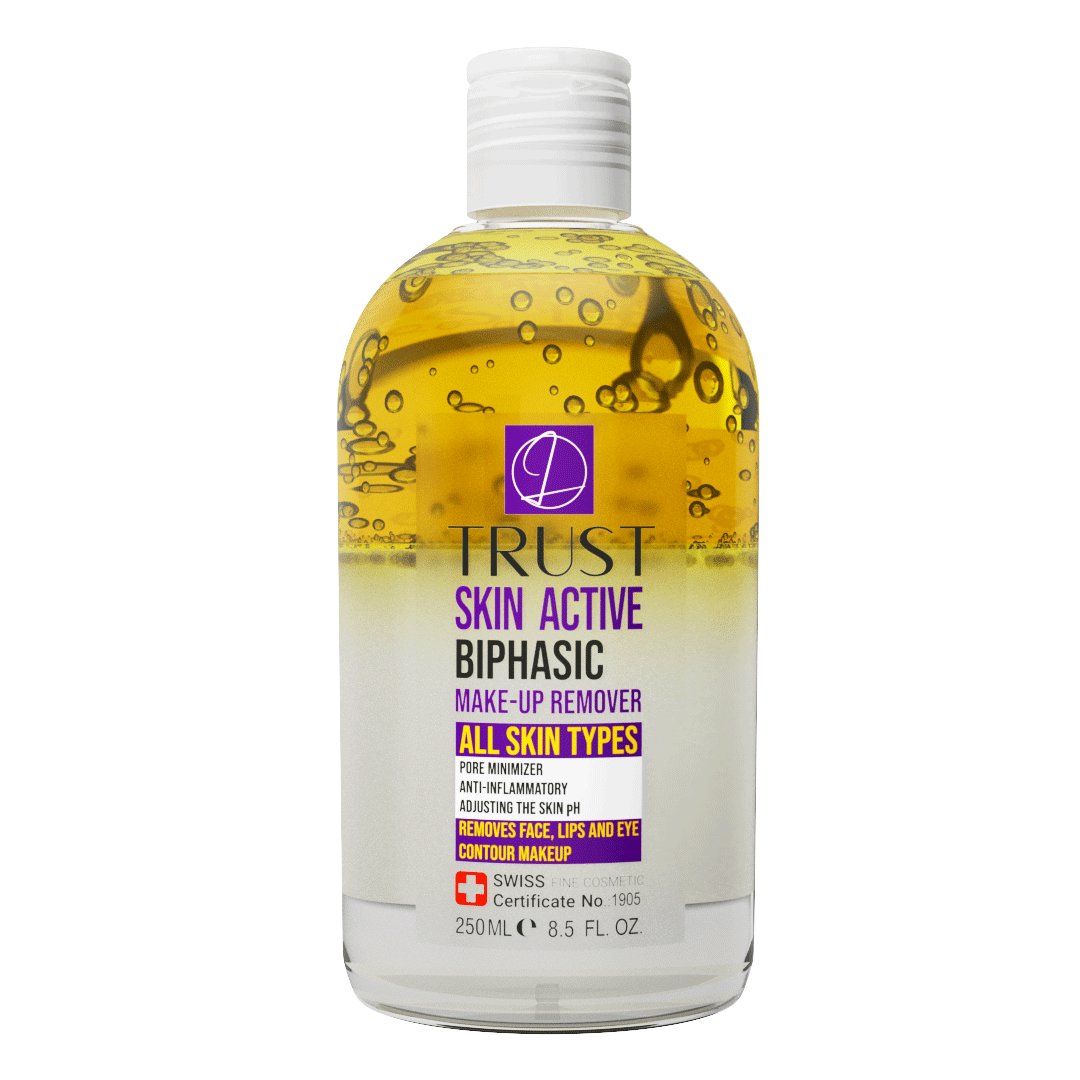 TRUST
SKIN ACTIVE
BIPHASIC
MAKE-UP REMOVER
ALL SKIN TYPES
PORE MINIMIZER
ANTI-INFLAMMATORY
ADJUSTING THE SKIN pH
REMOVES FACE, LIPS AND EYE
CONTOUR MAKEUP
SWISS FINE COSMETIC
Certificate No.:1905
250ML ℮ 8.5 FL. OZ.